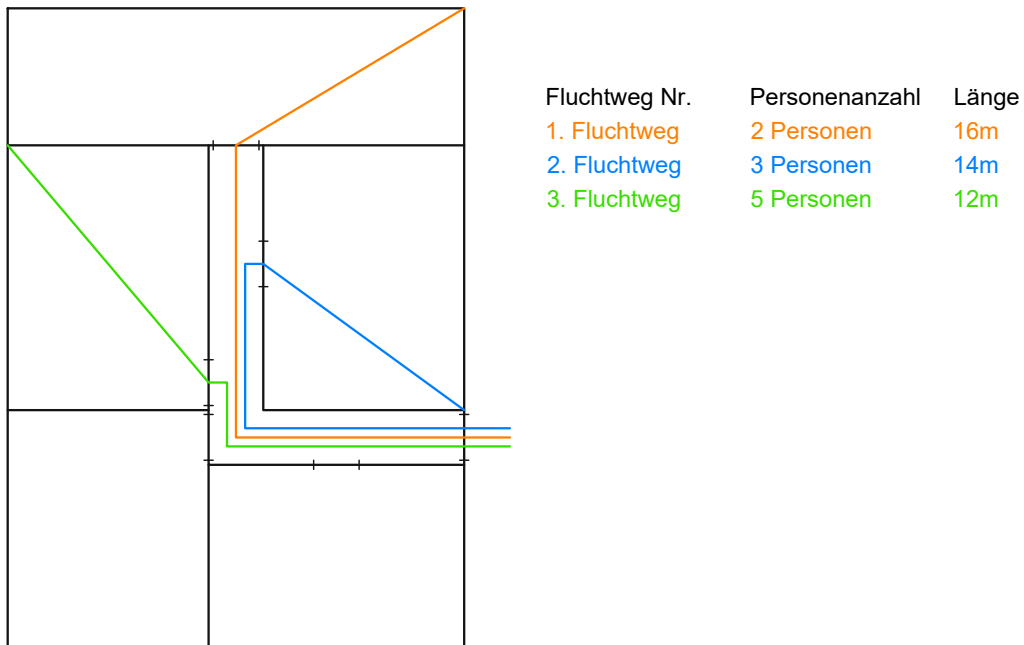 Fluchtweg Nr. Personenanzahl Länge
1. Fluchtweg 2 Personen 16m
2. Fluchtweg 3 Personen 14m
3. Fluchtweg 5 Personen 12m